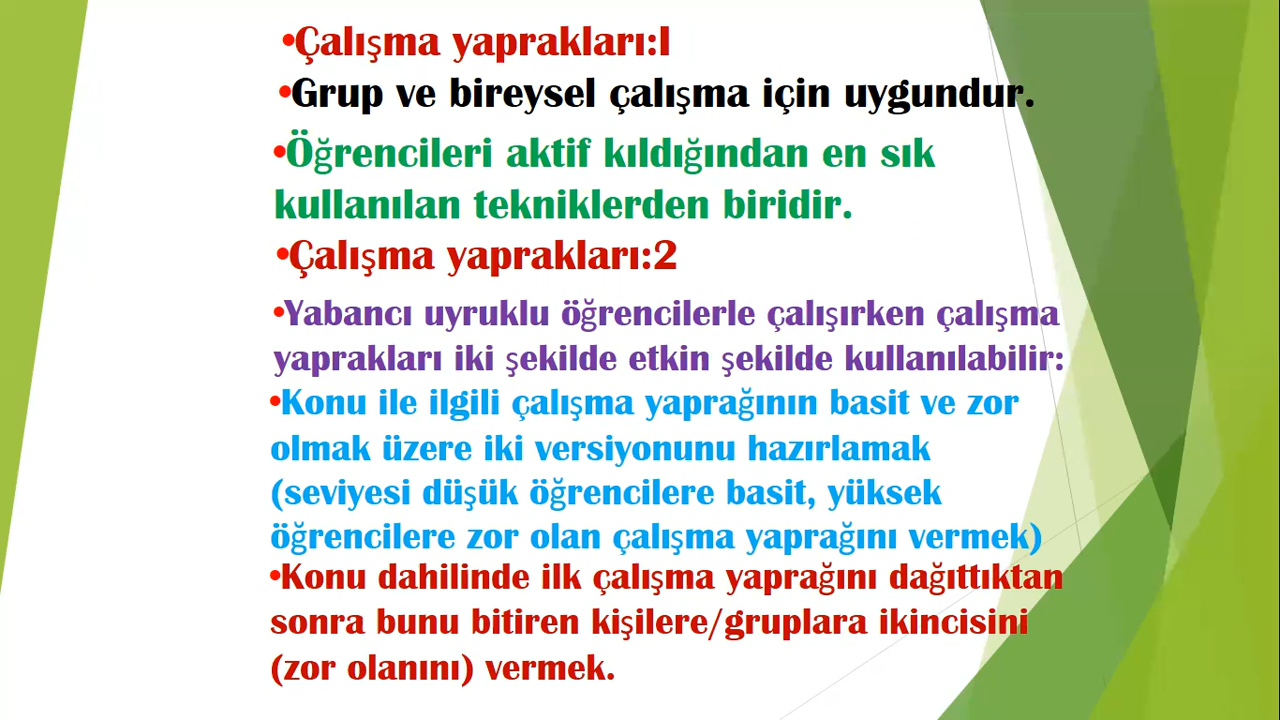 •Çalışma yaprakları:1
•Grup ve bireysel çalışma için uygundur.
•Öğrencileri aktif kıldığından en sık
kullanılan tekniklerden biridir.
•Çalışma yaprakları:2
•Yabancı uyruklu öğrencilerle çalışırken çalışma
yaprakları iki şekilde etkin şekilde kullanılabilir:
•Konu ile ilgili çalışma yaprağının basit ve zor
olmak üzere iki versiyonunu hazırlamak
(seviyesi düşük öğrencilere basit, yüksek
öğrencilere zor olan çalışma yaprağını vermek)
•Konu dahilinde ilk çalışma yaprağını dağıttıktan
sonra bunu bitiren kişilere/gruplara ikincisini
(zor olanını) vermek.